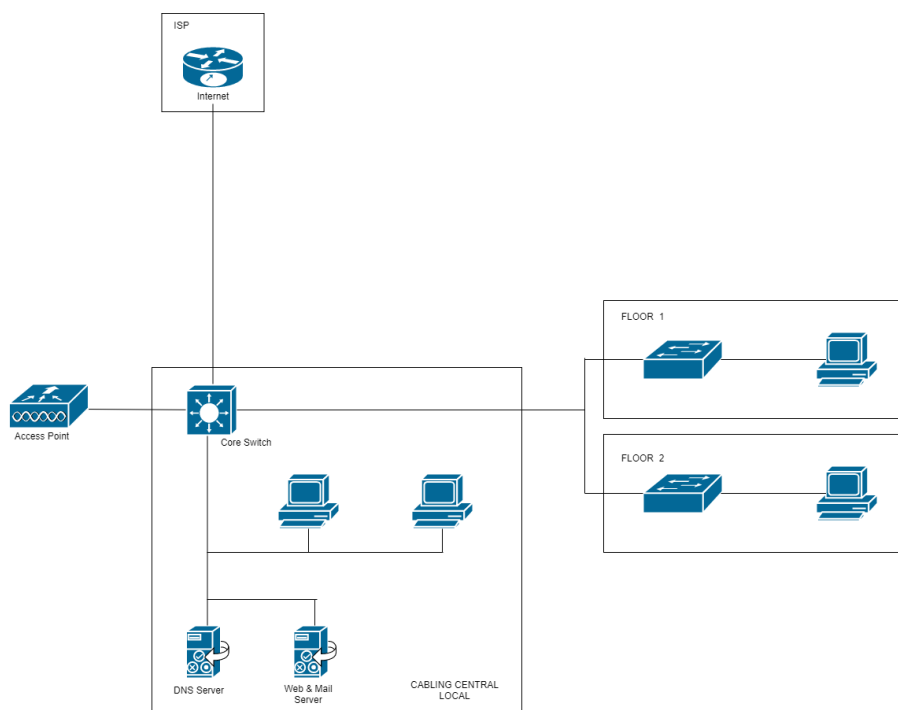 ISP
Internet
FLOOR 1
Access Point
Core Switch
FLOOR 2
DNS Server
Web & Mail
Server
CABLING CENTRAL
LOCAL